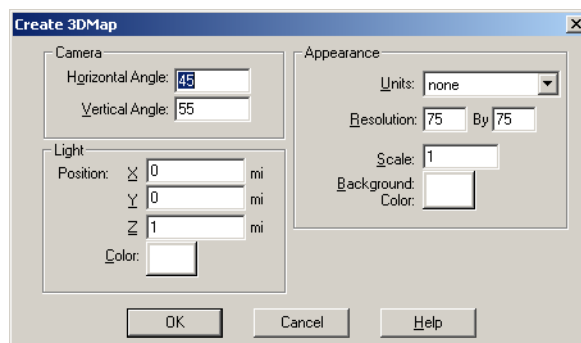 Create 3DMap
Camera
Horizontal Angle: 45
Vertical Angle: 55
Light
Position: X 0 mi
Y 0 mi
Z 1 mi
Color:
Appearance
Units: none
Resolution: 75 By 75
Scale: 1
Background
Color:
OK Cancel Help